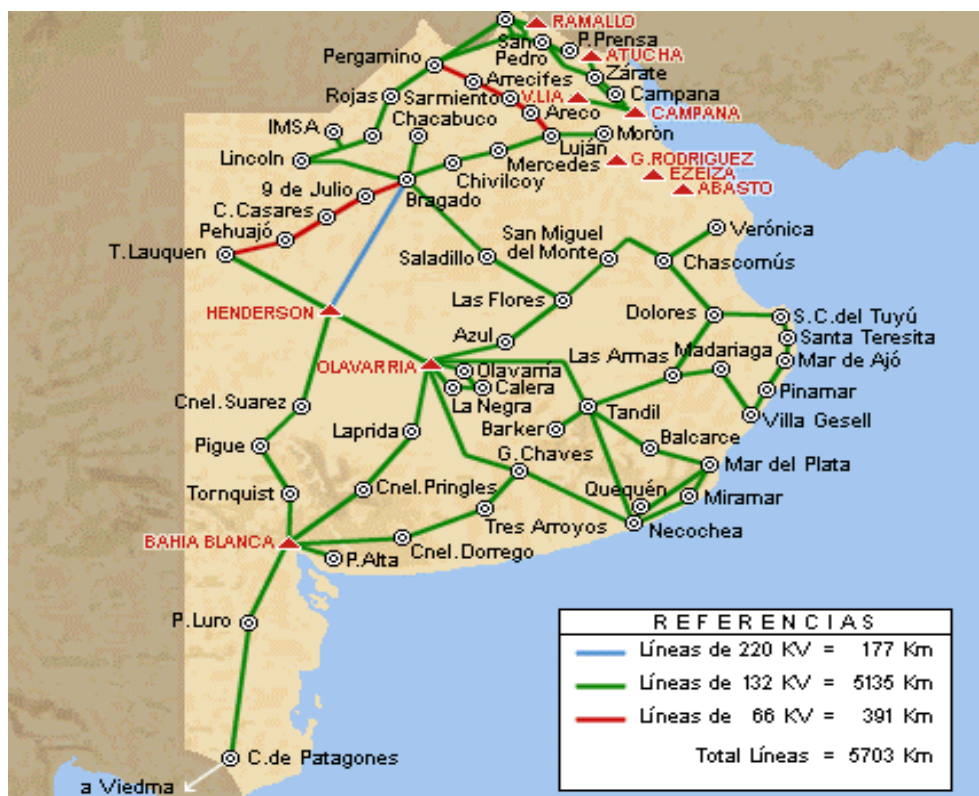 RAMALLO
San Pedro
P.Prensa
ATUCHA
Pergamino
Arrecifes
Zárate
Rojas
Sarmiento
V.LIA
Campana
IMSA
Chacabuco
Areco
CAMPANA
Morón
Luján
Lincoln
Mercedes
G.RODRIGUEZ
Chivilcoy
EZEIZA
9 de Julio
Bragado
ABASTO
C.Casares
Pehuajó
T.Lauquen
Saladillo
San Miguel
del Monte
Verónica
Chascomús
HENDERSON
Las Flores
Dolores
S.C.del Tuyú
Azul
Santa Teresita
OLAVARRIA
Olavarría
Las Armas
Madariaga
Mar de Ajó
Calera
Pinamar
Cnel.Suarez
La Negra
Tandil
Villa Gesell
Laprida
Barker
Balcarce
Pigue
G.Chaves
Mar del Plata
Tornquist
Cnel.Pringles
Quequén
Miramar
Tres Arroyos
Necochea
BAHIA BLANCA
P.Alta
Cnel.Dorrego
P.Luro
C.de Patagones
a Viedma
REFERENCIAS
Líneas de 220 KV = 177 Km
Líneas de 132 KV = 5135 Km
Líneas de 66 KV = 391 Km
Total Líneas = 5703 Km